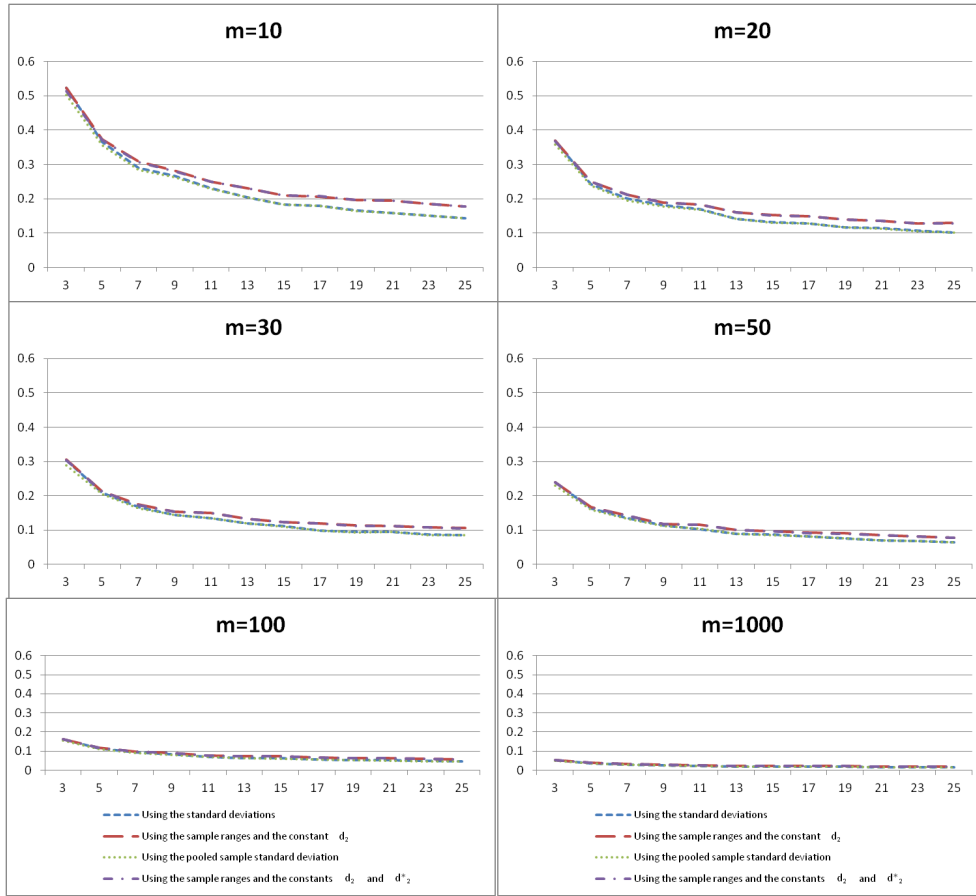 m=10
0.6
0.5
0.4
0.3
0.2
0.1
0
3 5 7 9 11 13 15 17 19 21 23 25
m=20
0.6
0.5
0.4
0.3
0.2
0.1
0
3 5 7 9 11 13 15 17 19 21 23 25
m=30
0.6
0.5
0.4
0.3
0.2
0.1
0
3 5 7 9 11 13 15 17 19 21 23 25
m=50
0.6
0.5
0.4
0.3
0.2
0.1
0
3 5 7 9 11 13 15 17 19 21 23 25
m=100
0.6
0.5
0.4
0.3
0.2
0.1
0
3 5 7 9 11 13 15 17 19 21 23 25
Using the standard deviations
Using the sample ranges and the constant d₂
Using the pooled sample standard deviation
Using the sample ranges and the constants d₂ and d*₂
m=1000
0.6
0.5
0.4
0.3
0.2
0.1
0
3 5 7 9 11 13 15 17 19 21 23 25
Using the standard deviations
Using the sample ranges and the constant d₂
Using the pooled sample standard deviation
Using the sample ranges and the constants d₂ and d*₂